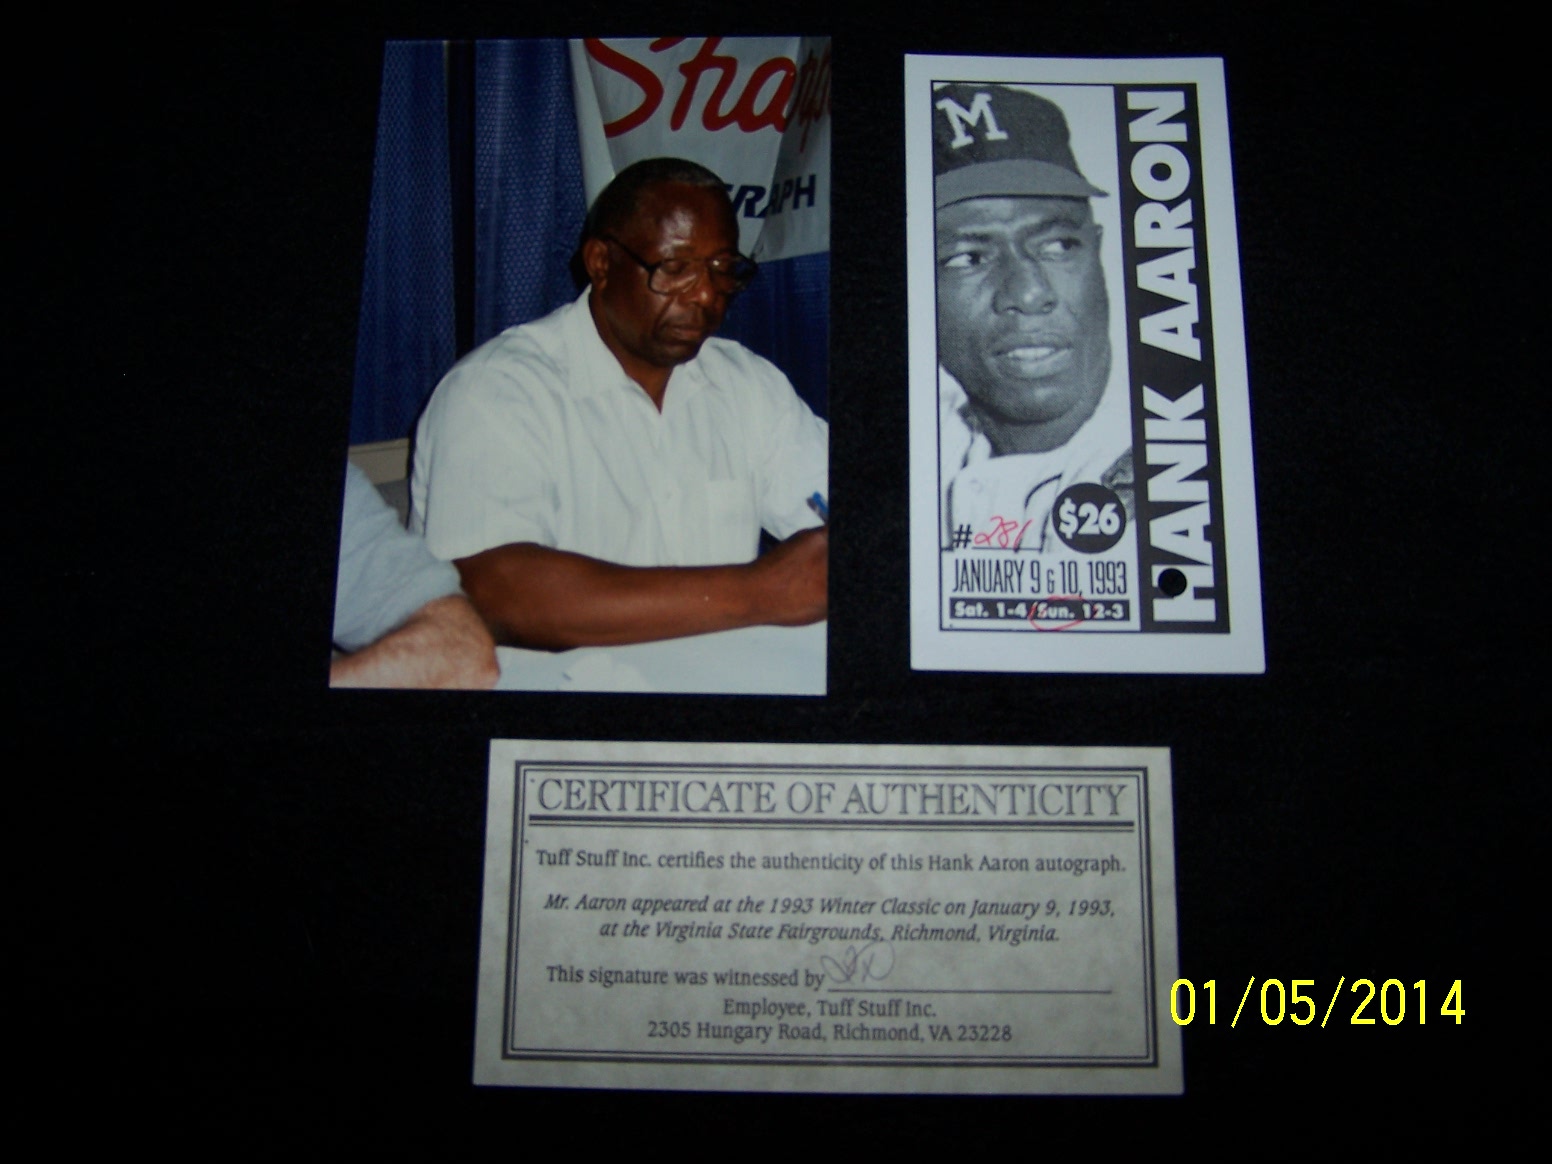 Sha
RAPH
M
HANK AARON
$26
#281
JANUARY 9 & 10, 1993
Sat. 1-4/Sun. 12-3
CERTIFICATE OF AUTHENTICITY
Tuff Stuff Inc. certifies the authenticity of this Hank Aaron autograph.
Mr. Aaron appeared at the 1993 Winter Classic on January 9, 1993,
at the Virginia State Fairgrounds, Richmond, Virginia.
This signature was witnessed by
Employee, Tuff Stuff Inc.
2305 Hungary Road, Richmond, VA 23228
01/05/2014